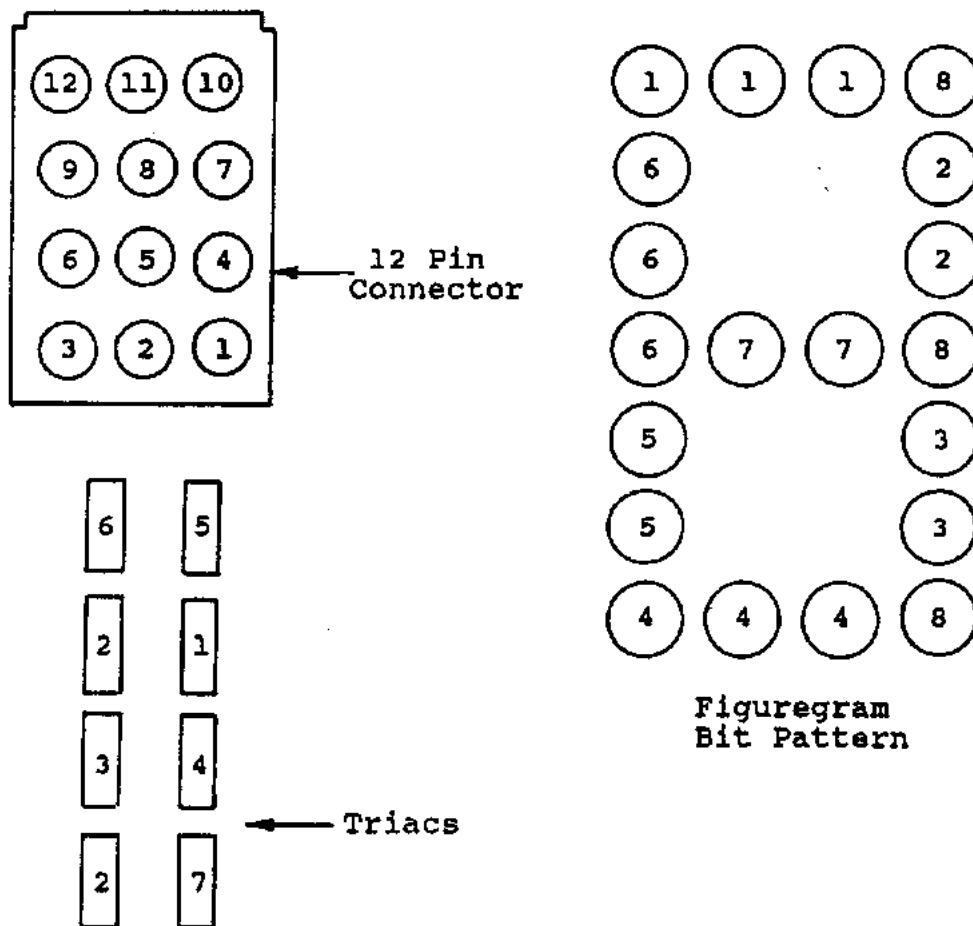 12 11 10
9 8 7
6 5 4
3 2 1
12 Pin
Connector
6 5
2 1
3 4
2 7
Triacs
1 1 1 8
6 2
6 2
6 7 7 8
5 3
5 3
4 4 4 8
Figuregram
Bit Pattern